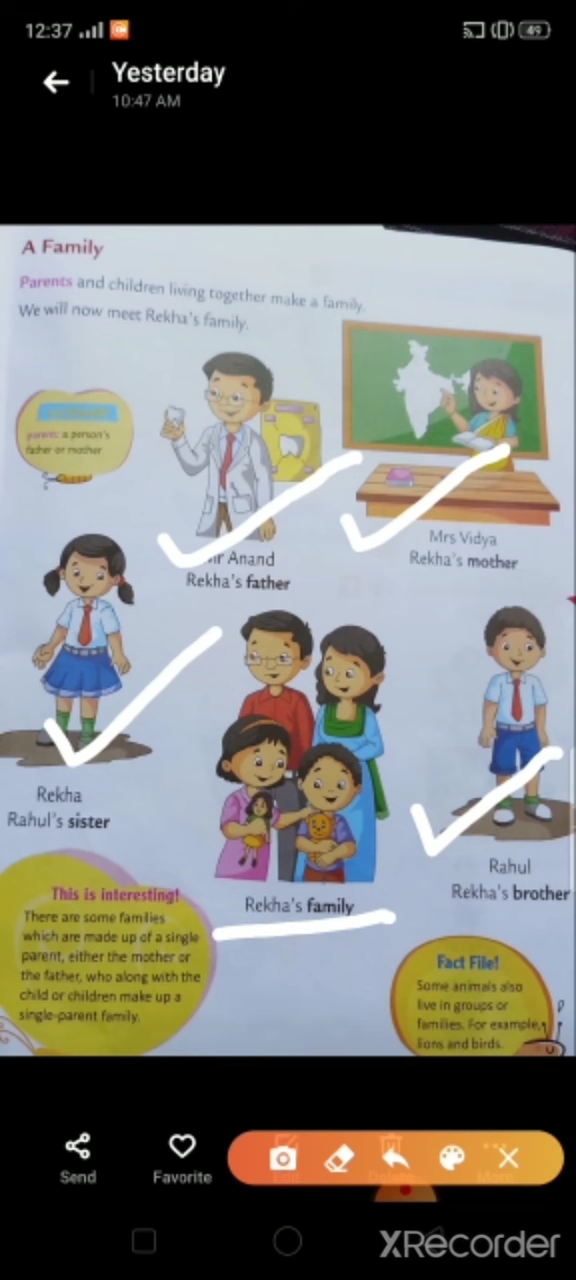 12:37
49
Yesterday
10:47 AM
A Family
Parents and children living together make a family.
We will now meet Rekha's family.
parent: a person's
father or mother
Mr Anand
Rekha's father
Mrs Vidya
Rekha's mother
Rekha
Rahul's sister
Rekha's family
Rahul
Rekha's brother
This is interesting!
There are some families
which are made up of a single
parent, either the mother or
the father, who along with the
child or children make up a
single-parent family.
Fact File!
Some animals also
live in groups or
families. For example,
lions and birds.
Send
Favorite
XRecorder